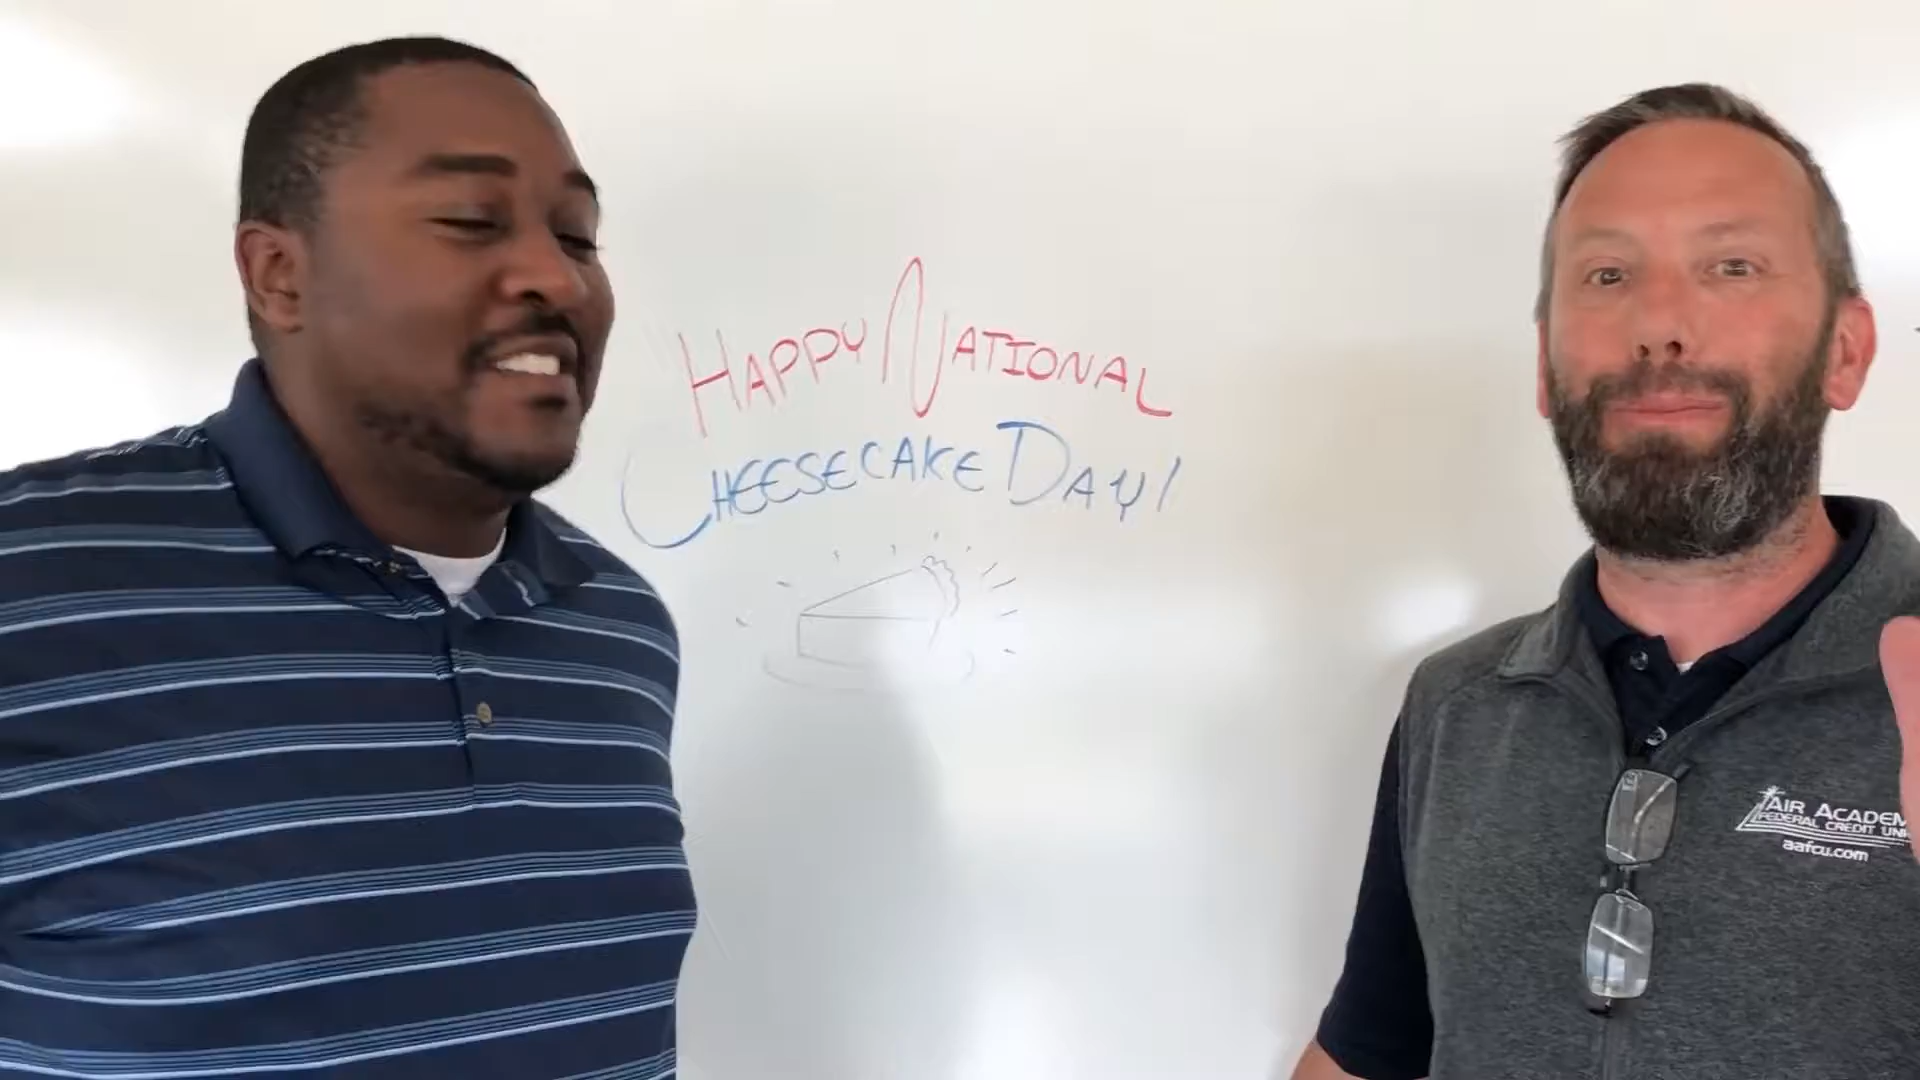 HAPPY NATIONAL
CHEESECAKE DAY!
AIR ACADEM
FEDERAL CREDIT UNI
aafcu.com